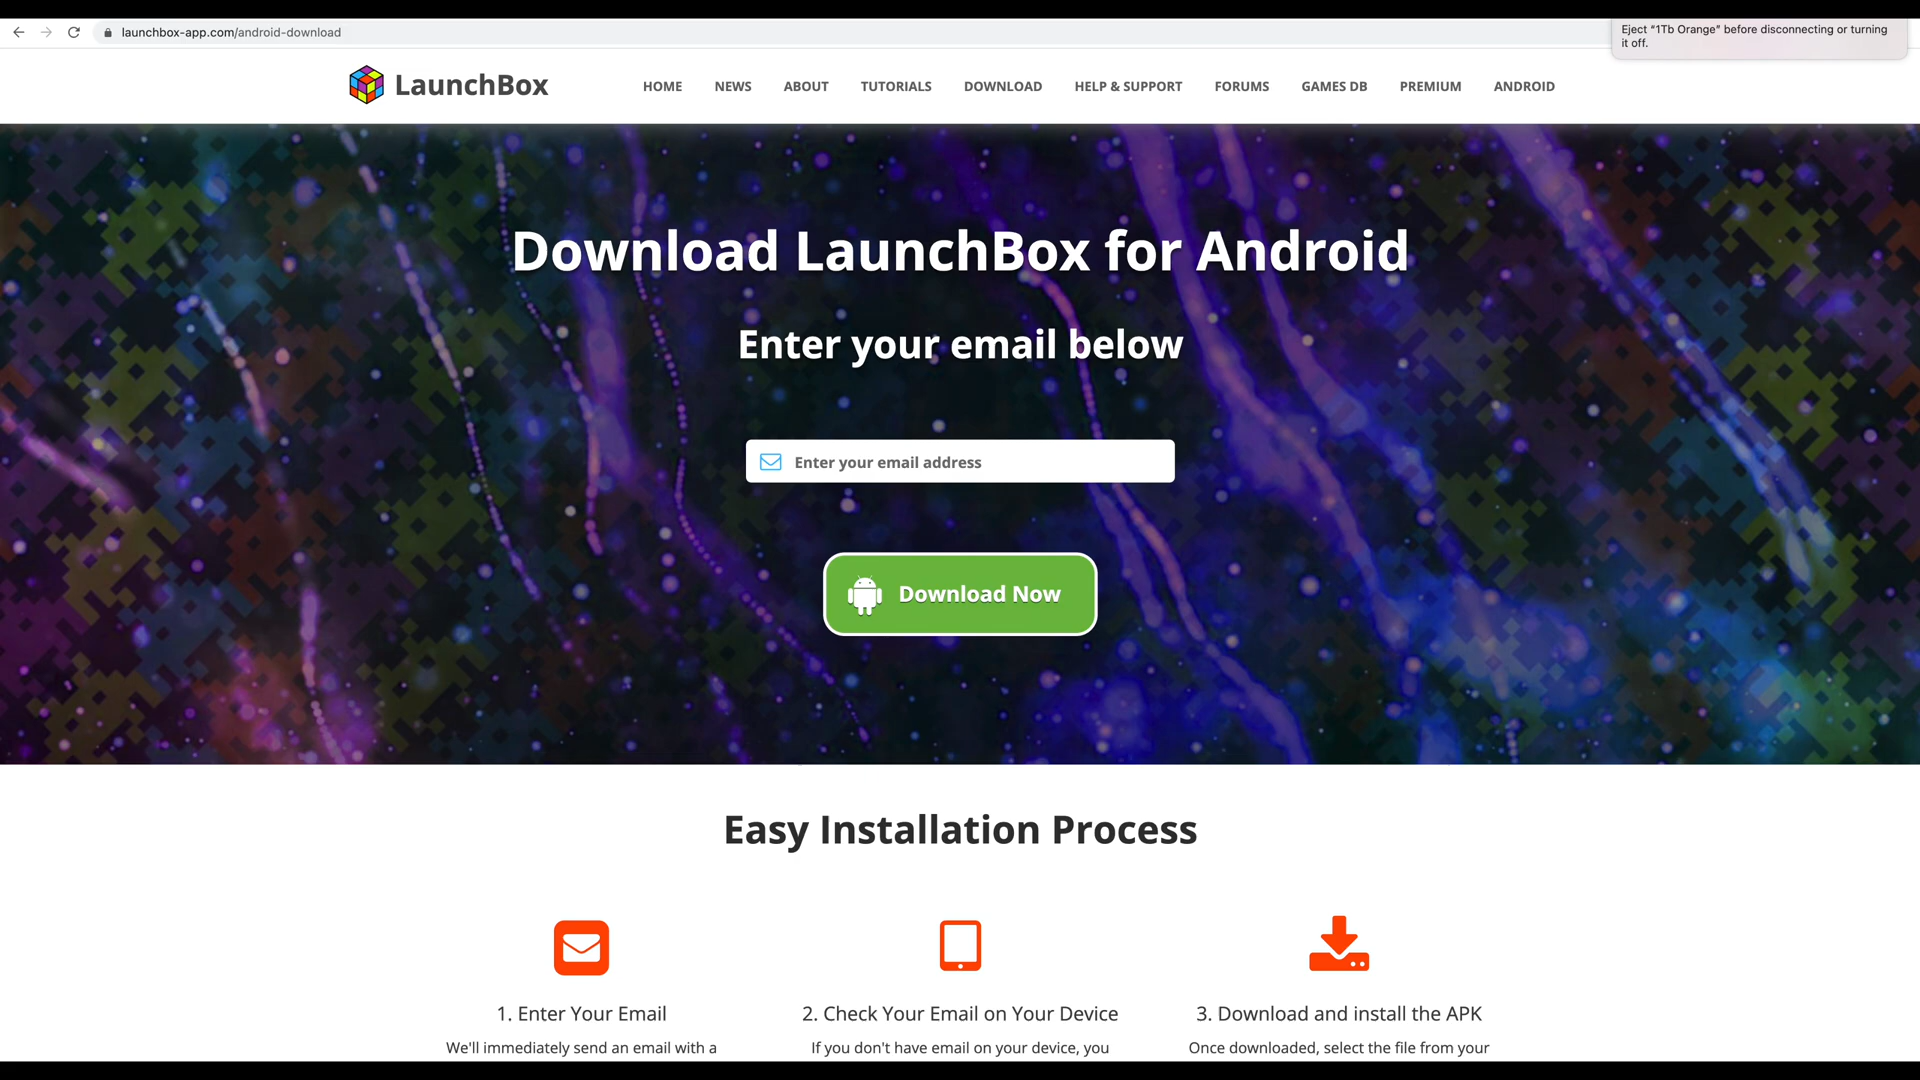 launchbox-app.com/android-download
Eject “1Tb Orange” before disconnecting or turning
it off.
LaunchBox
HOME NEWS ABOUT TUTORIALS DOWNLOAD HELP & SUPPORT FORUMS GAMES DB PREMIUM ANDROID
Download LaunchBox for Android
Enter your email below
Enter your email address
Download Now
Easy Installation Process
1. Enter Your Email
We'll immediately send an email with a
2. Check Your Email on Your Device
If you don't have email on your device, you
3. Download and install the APK
Once downloaded, select the file from your